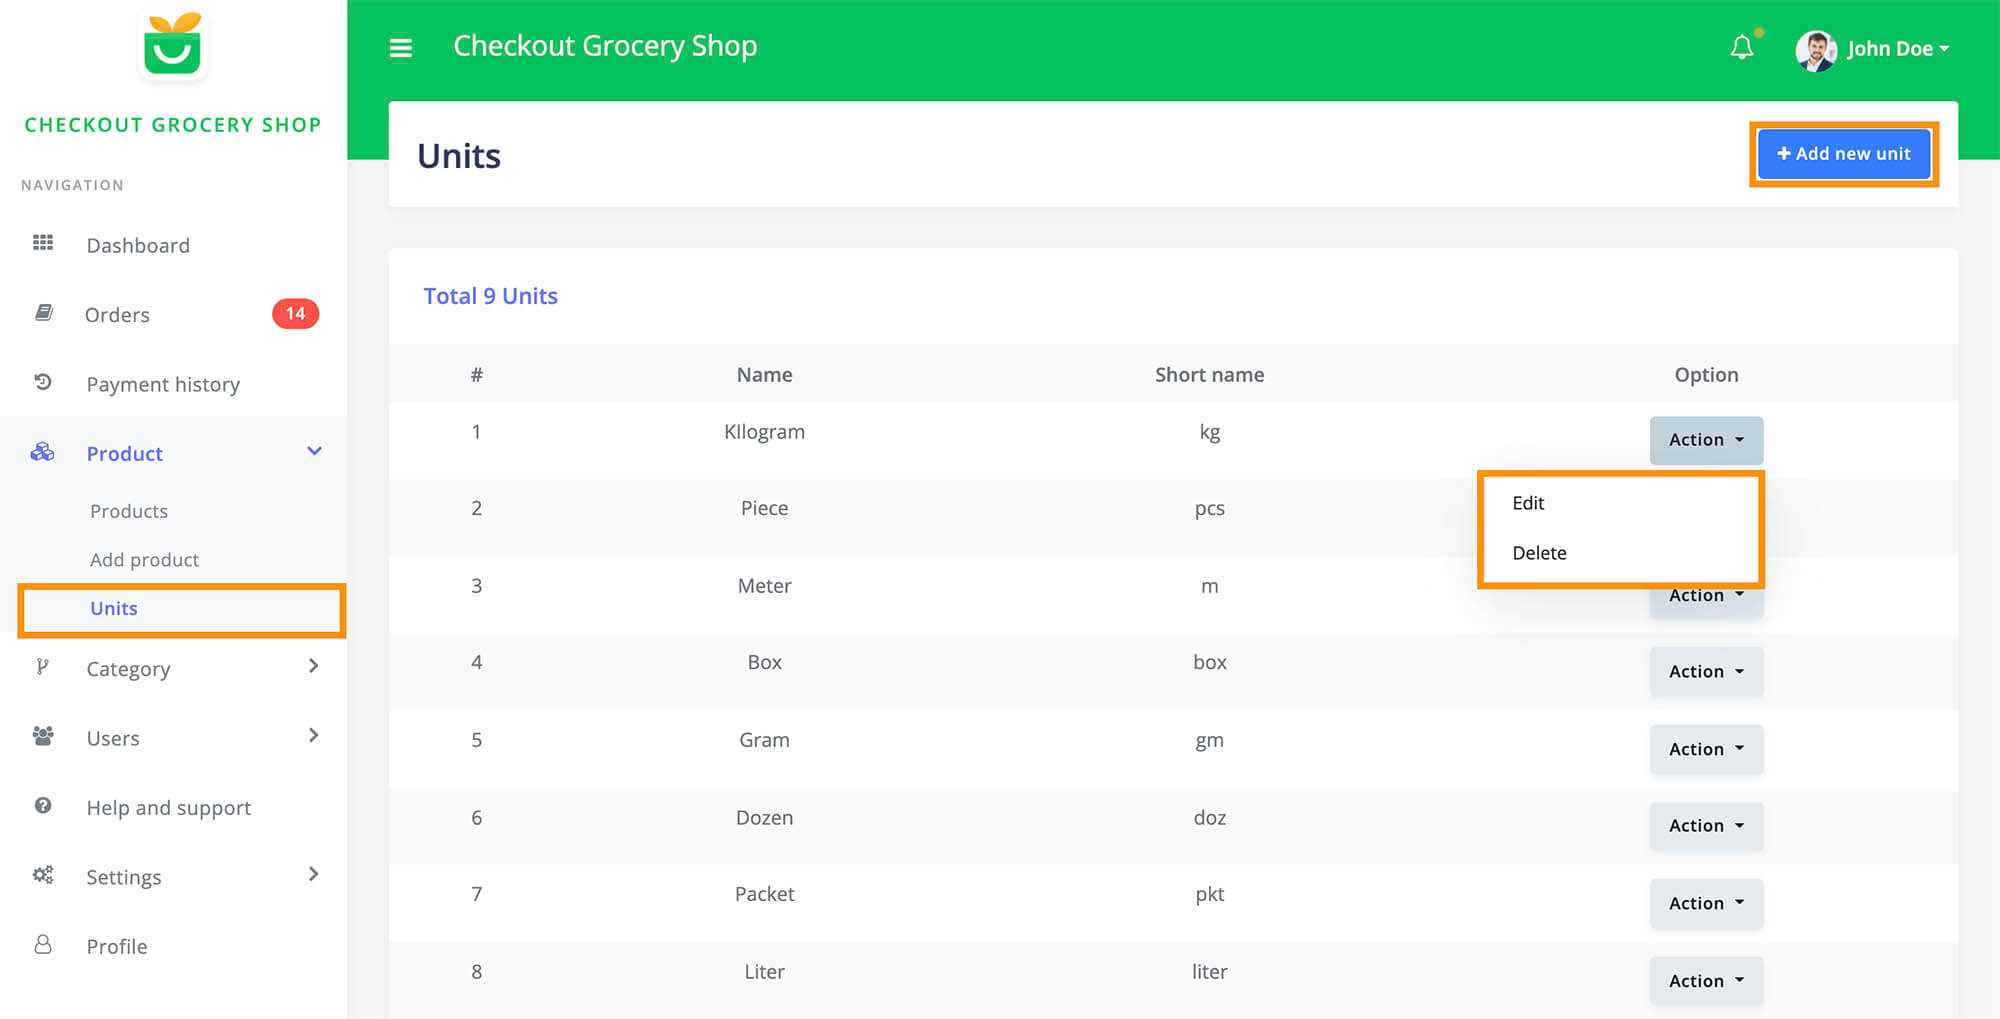 CHECKOUT GROCERY SHOP
NAVIGATION
Dashboard
Orders 14
Payment history
Product
Products
Add product
Units
Category
Users
Help and support
Settings
Profile
Checkout Grocery Shop
John Doe
Units
+ Add new unit
Total 9 Units
# Name Short name Option
1 KIlogram kg Action
Edit
Delete
2 Piece pcs
3 Meter m Action
4 Box box Action
5 Gram gm Action
6 Dozen doz Action
7 Packet pkt Action
8 Liter liter Action